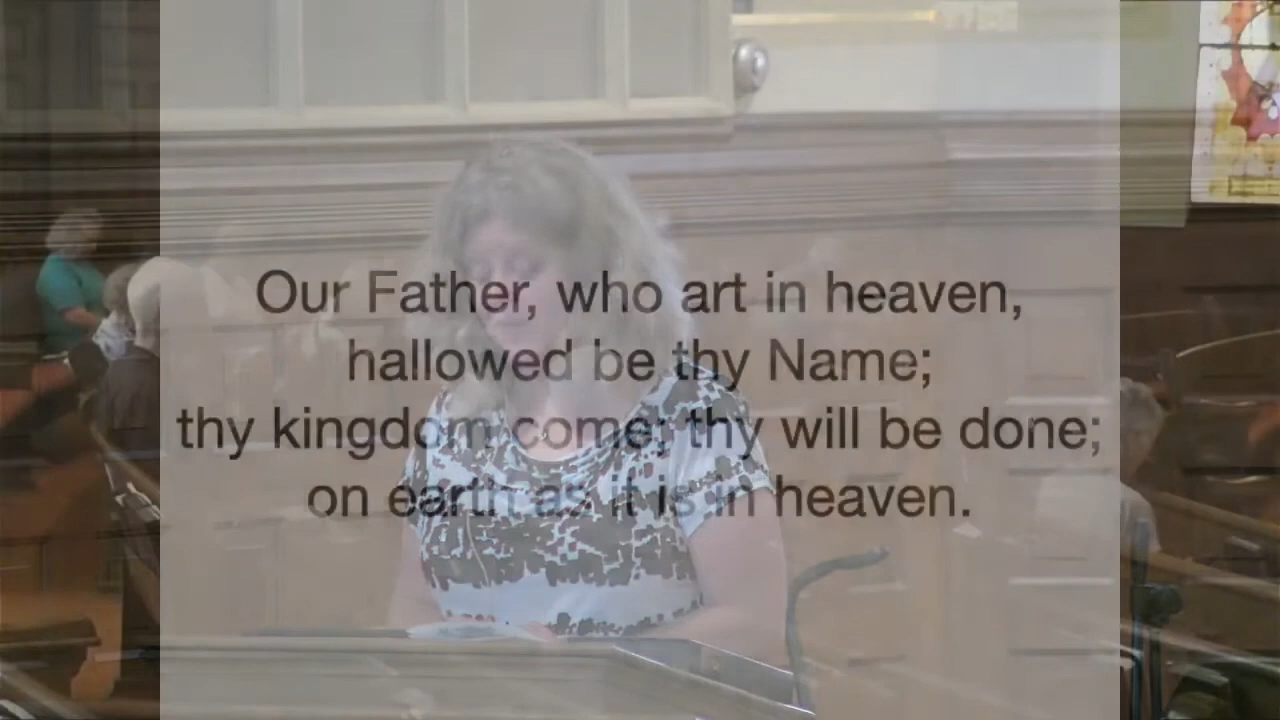 Our Father, who art in heaven,
hallowed be thy Name;
thy kingdom come; thy will be done;
on earth as it is in heaven.